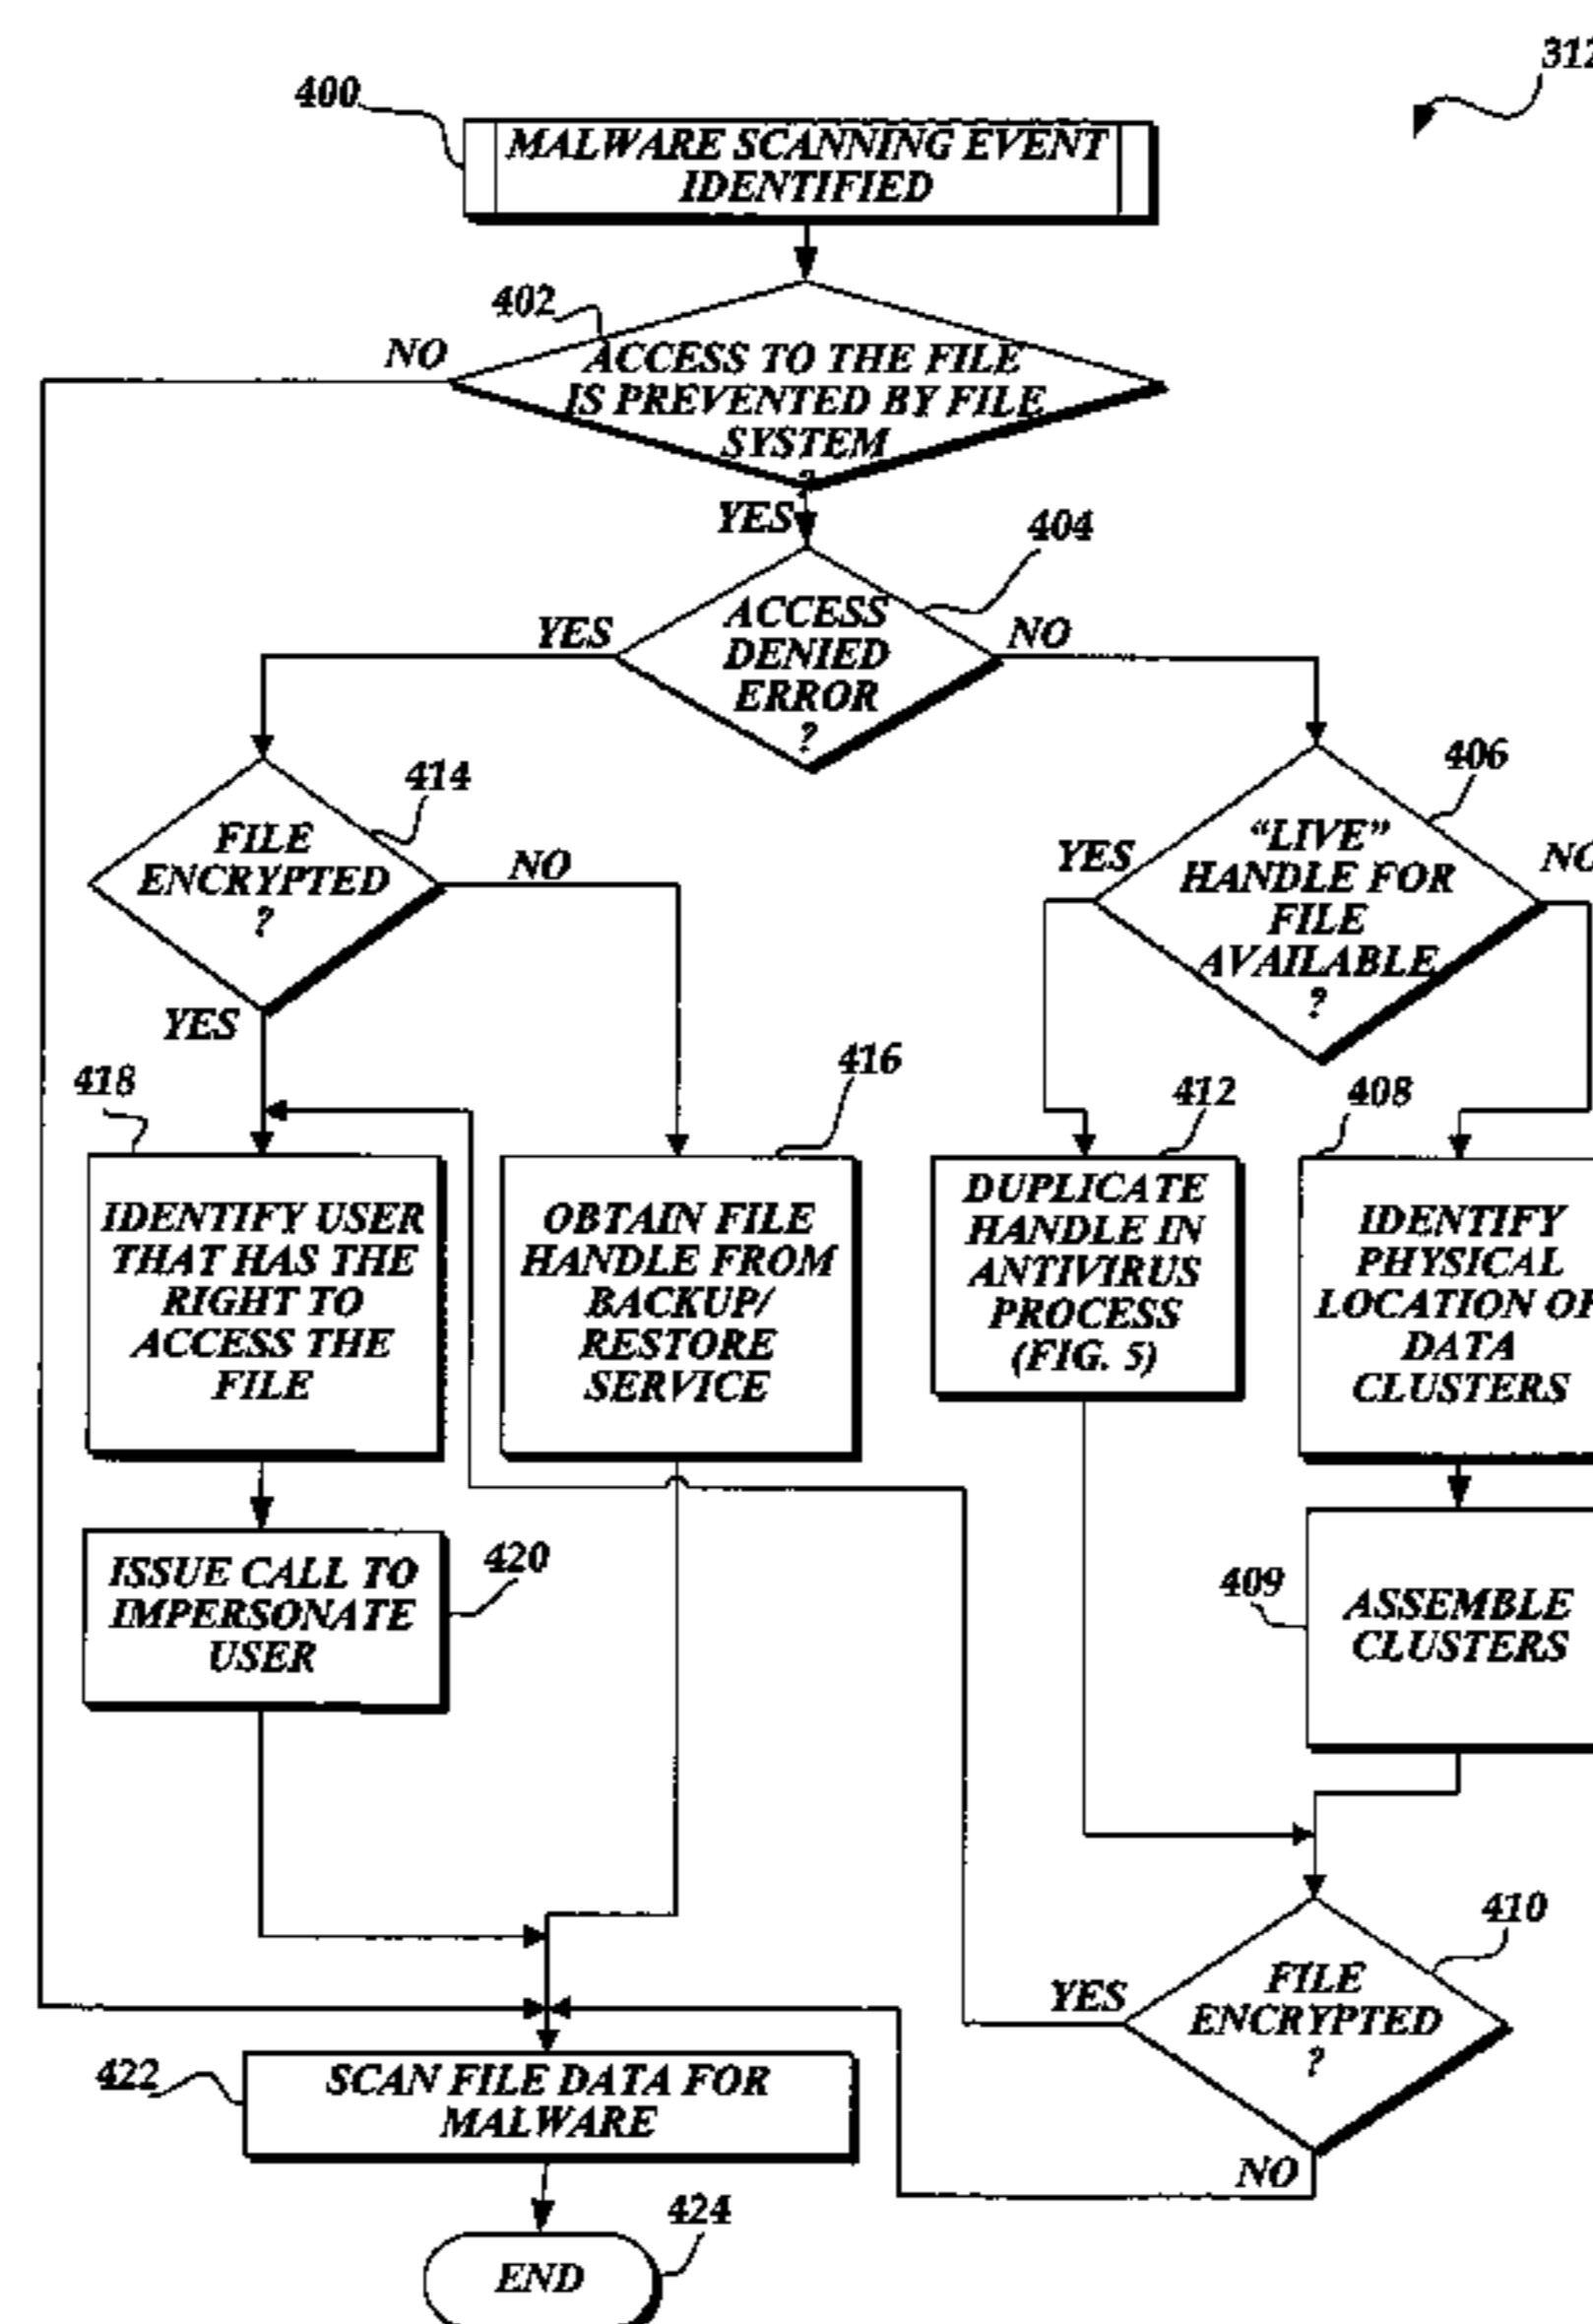 312
400
MALWARE SCANNING EVENT
IDENTIFIED
402
NO
ACCESS TO THE FILE
IS PREVENTED BY FILE
SYSTEM
?
YES
404
YES
ACCESS
DENIED
ERROR
?
NO
414
FILE
ENCRYPTED
?
NO
YES
406
YES
"LIVE"
HANDLE FOR
FILE
AVAILABLE
?
NO
418
416
412
408
IDENTIFY USER
THAT HAS THE
RIGHT TO
ACCESS THE
FILE
OBTAIN FILE
HANDLE FROM
BACKUP/
RESTORE
SERVICE
DUPLICATE
HANDLE IN
ANTIVIRUS
PROCESS
(FIG. 5)
IDENTIFY
PHYSICAL
LOCATION OF
DATA
CLUSTERS
ISSUE CALL TO
IMPERSONATE
USER
420
409
ASSEMBLE
CLUSTERS
410
YES
FILE
ENCRYPTED
?
NO
422
SCAN FILE DATA FOR
MALWARE
424
END